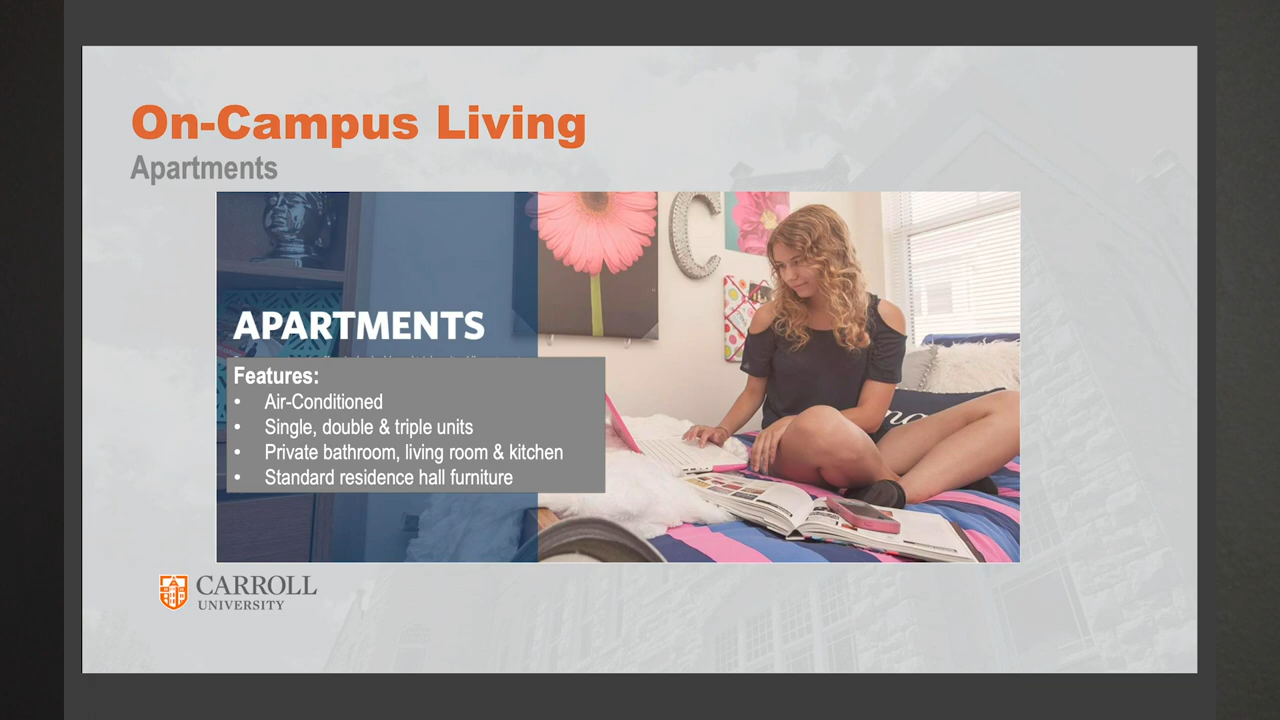 On-Campus Living
Apartments
C
APARTMENTS
Features:
• Air-Conditioned
• Single, double & triple units
• Private bathroom, living room & kitchen
• Standard residence hall furniture
CARROLL
UNIVERSITY